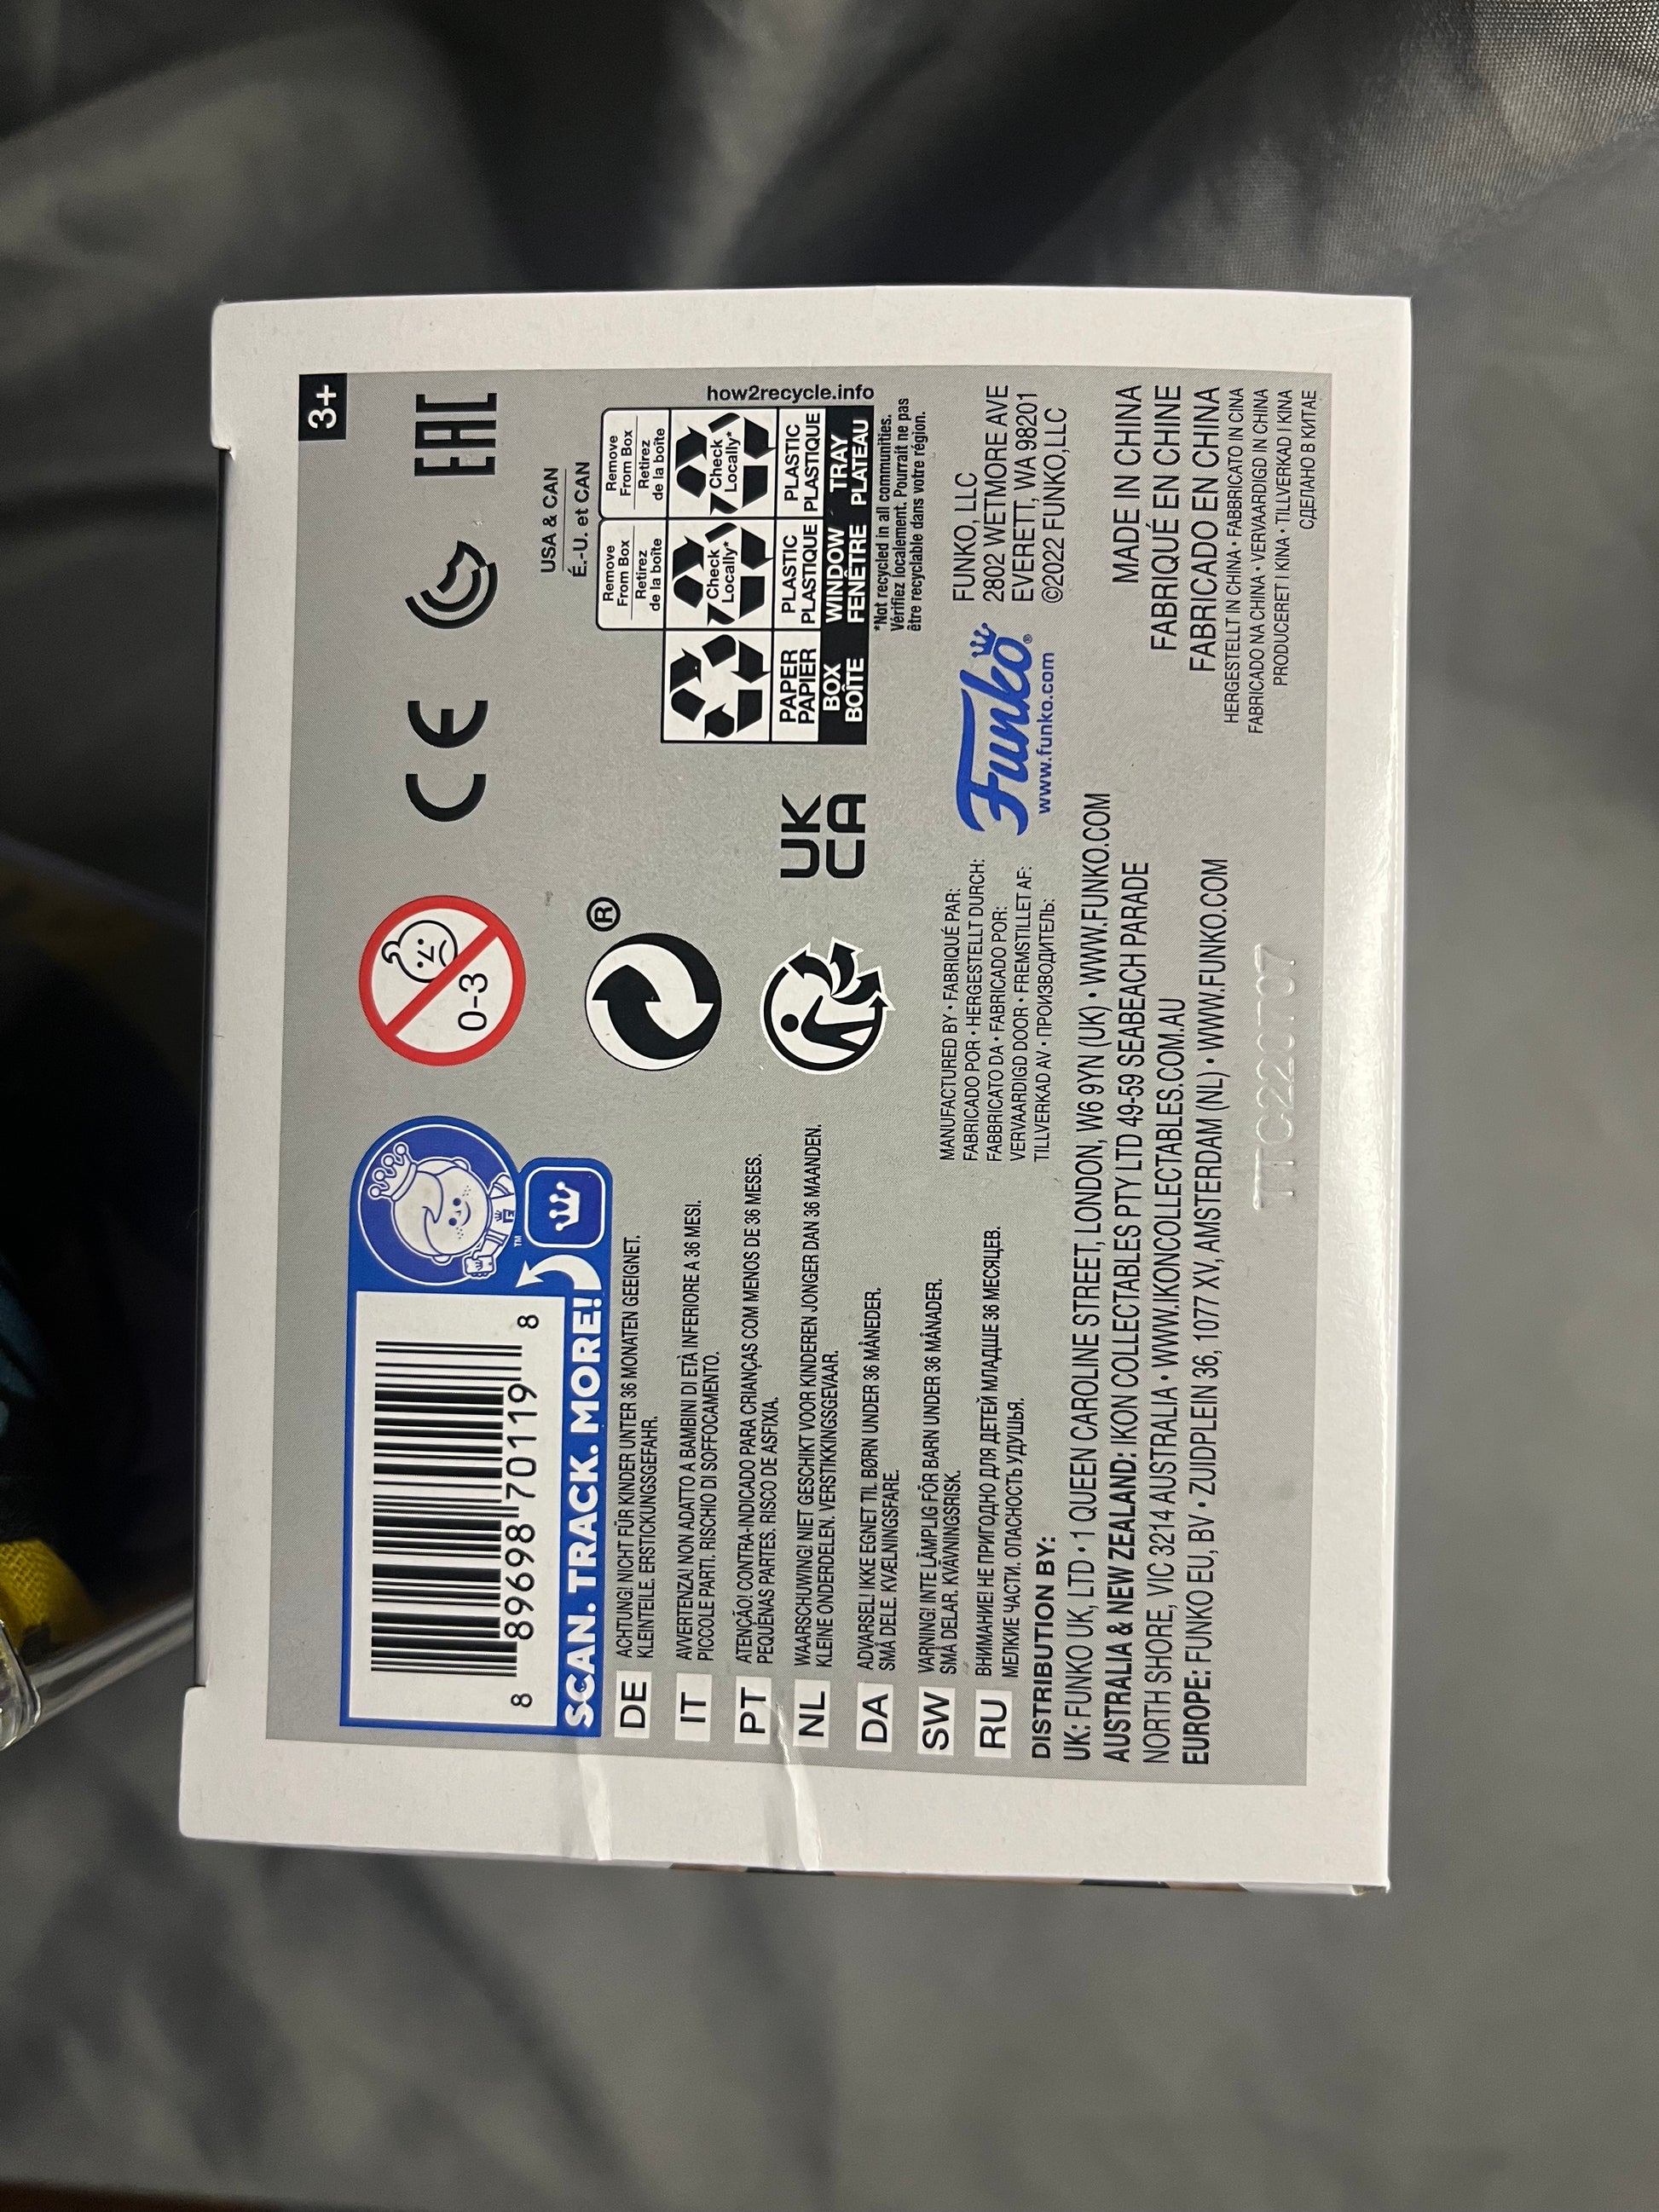 3+
8 89698 70119 8
SCAN. TRACK. MORE!
TM
0-3
CE
EAC
®
UK
CA
USA & CAN
É.-U. et CAN
Remove
From Box
Retirez
de la boîte
Remove
From Box
Retirez
de la boîte
Check
Locally*
Check
Locally*
PAPER
PAPIER
PLASTIC
PLASTIQUE
PLASTIC
PLASTIQUE
BOX
BOÎTE
WINDOW
FENÊTRE
TRAY
PLATEAU
how2recycle.info
*Not recycled in all communities.
Vérifiez localement. Pourrait ne pas
être recyclable dans votre région.
DE ACHTUNG! NICHT FÜR KINDER UNTER 36 MONATEN GEEIGNET.
KLEINTEILE. ERSTICKUNGSGEFAHR.
IT AVVERTENZA! NON ADATTO A BAMBINI DI ETÀ INFERIORE A 36 MESI.
PICCOLE PARTI. RISCHIO DI SOFFOCAMENTO.
PT ATENÇÃO! CONTRA-INDICADO PARA CRIANÇAS COM MENOS DE 36 MESES.
PEQUENAS PARTES. RISCO DE ASFIXIA.
NL WAARSCHUWING! NIET GESCHIKT VOOR KINDEREN JONGER DAN 36 MAANDEN.
KLEINE ONDERDELEN. VERSTIKKINGSGEVAAR.
DA ADVARSEL! IKKE EGNET TIL BØRN UNDER 36 MÅNEDER.
SMÅ DELE. KVÆLNINGSFARE.
SW VARNING! INTE LÄMPLIG FÖR BARN UNDER 36 MÅNADER.
SMÅ DELAR. KVÄVNINGSRISK.
RU ВНИМАНИЕ! НЕ ПРИГОДНО ДЛЯ ДЕТЕЙ МЛАДШЕ 36 МЕСЯЦЕВ.
МЕЛКИЕ ЧАСТИ. ОПАСНОСТЬ УДУШЬЯ.
MANUFACTURED BY • FABRIQUÉ PAR:
FABRICADO POR • HERGESTELLT DURCH:
FABBRICATO DA • FABRICADO POR:
VERVAARDIGD DOOR • FREMSTILLET AF:
TILLVERKAD AV • ПРОИЗВОДИТЕЛЬ:
Funko®
www.funko.com
FUNKO, LLC
2802 WETMORE AVE
EVERETT, WA 98201
©2022 FUNKO,LLC
DISTRIBUTION BY:
UK: FUNKO UK, LTD • 1 QUEEN CAROLINE STREET, LONDON, W6 9YN (UK) • WWW.FUNKO.COM
AUSTRALIA & NEW ZEALAND: IKON COLLECTABLES PTY LTD 49-59 SEABEACH PARADE
NORTH SHORE, VIC 3214 AUSTRALIA • WWW.IKONCOLLECTABLES.COM.AU
EUROPE: FUNKO EU, BV • ZUIDPLEIN 36, 1077 XV, AMSTERDAM (NL) • WWW.FUNKO.COM
MADE IN CHINA
FABRIQUÉ EN CHINE
FABRICADO EN CHINA
HERGESTELLT IN CHINA • FABBRICATO IN CINA
FABRICADO NA CHINA • VERVAARDIGD IN CHINA
PRODUCERET I KINA • TILLVERKAD I KINA
СДЕЛАНО В КИТАЕ
TTC220707